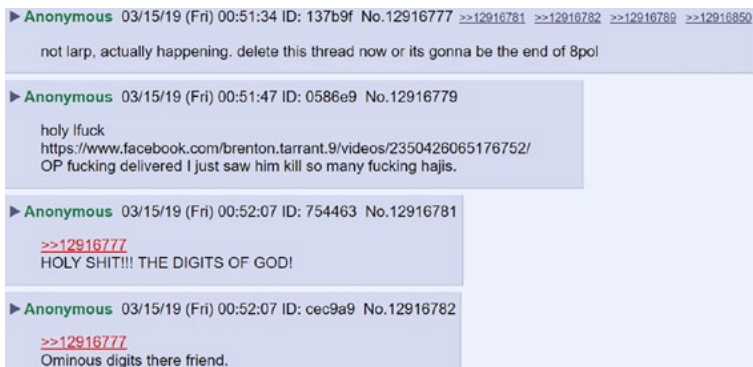 ▶ Anonymous 03/15/19 (Fri) 00:51:34 ID: 137b9f No.12916777 >>12916781 >>12916782 >>12916789 >>12916850
not larp, actually happening. delete this thread now or its gonna be the end of 8pol
▶ Anonymous 03/15/19 (Fri) 00:51:47 ID: 0586e9 No.12916779
holy lfuck
https://www.facebook.com/brenton.tarrant.9/videos/2350426065176752/
OP fucking delivered I just saw him kill so many fucking hajis.
▶ Anonymous 03/15/19 (Fri) 00:52:07 ID: 754463 No.12916781
>>12916777
HOLY SHIT!!! THE DIGITS OF GOD!
▶ Anonymous 03/15/19 (Fri) 00:52:07 ID: cec9a9 No.12916782
>>12916777
Ominous digits there friend.